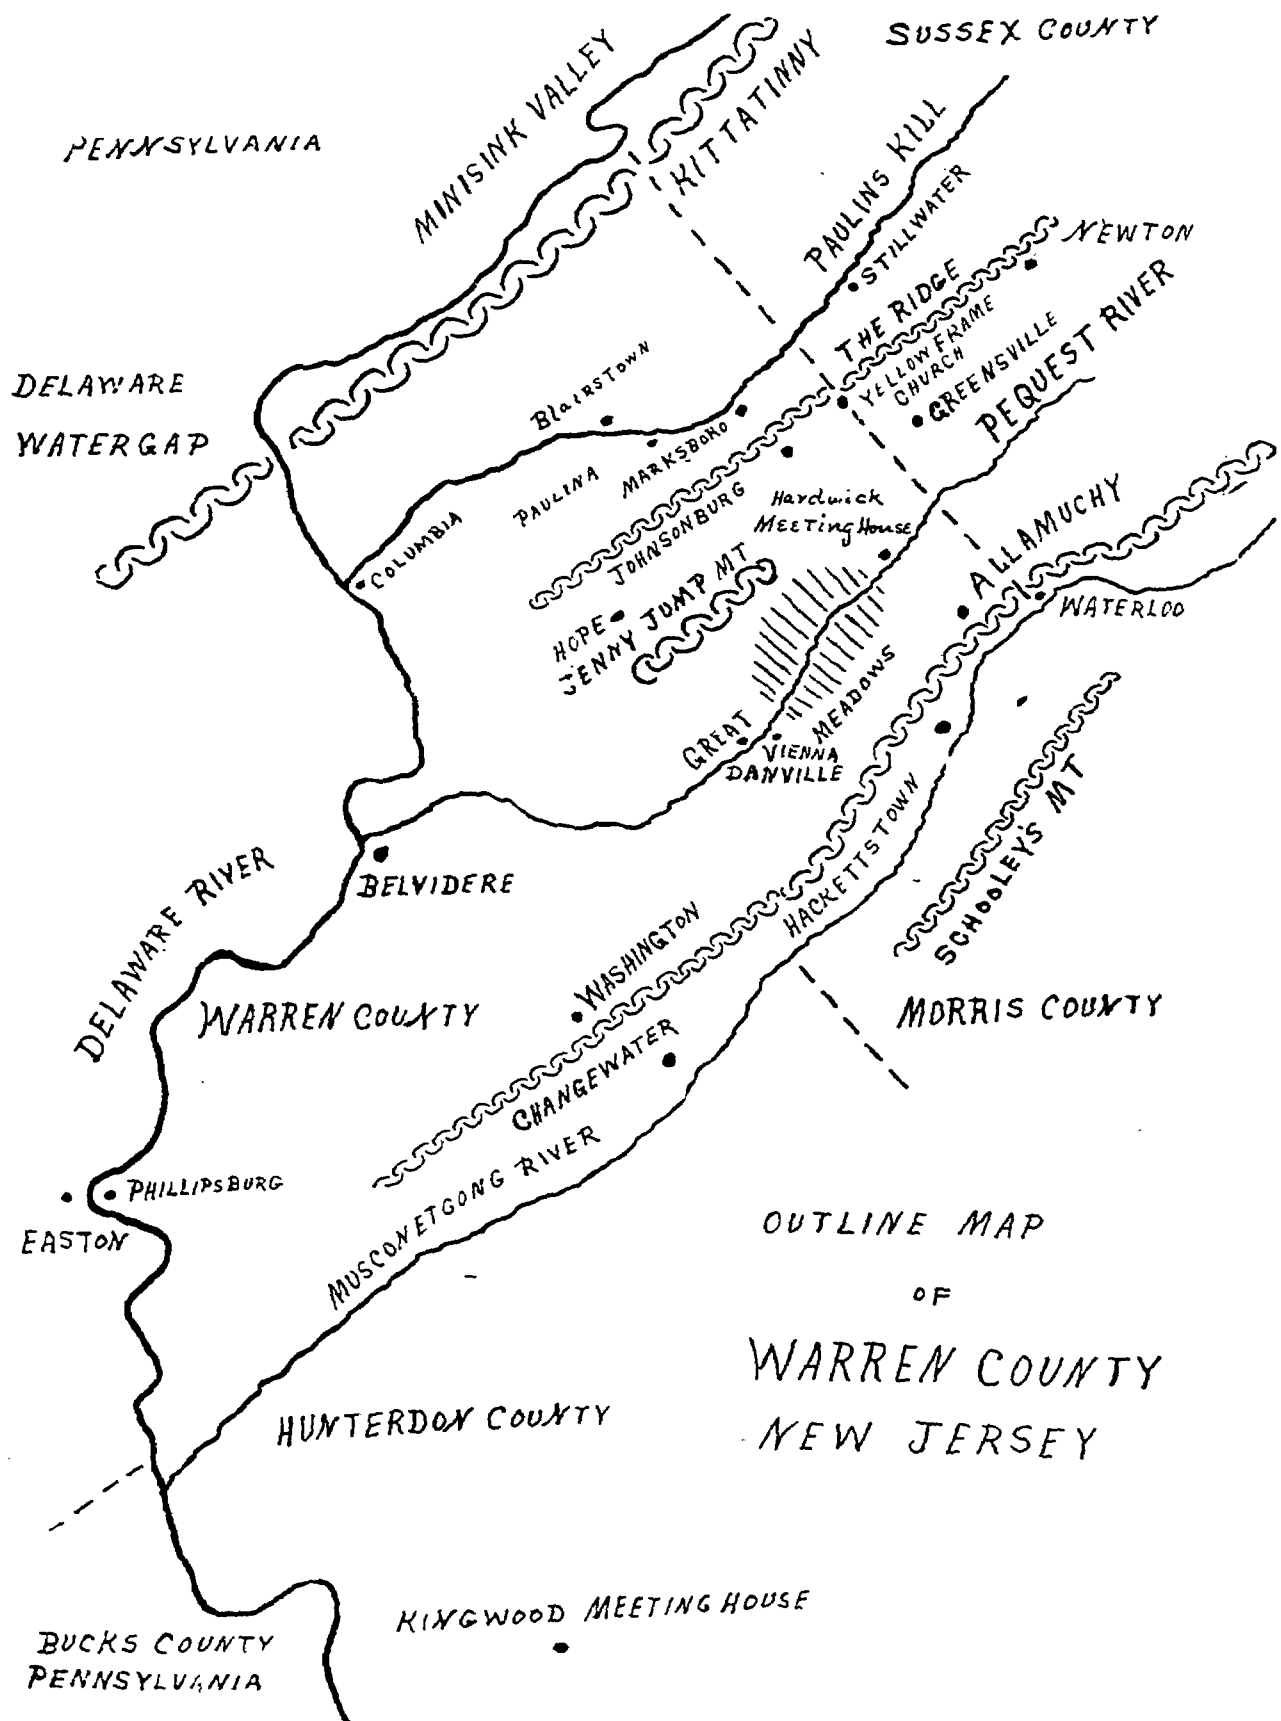 SUSSEX COUNTY
PENNSYLVANIA
MINISINK VALLEY
KITTATINNY
PAULINS KILL
STILLWATER
NEWTON
THE RIDGE
YELLOW FRAME
CHURCH
GREENSVILLE
PEQUEST RIVER
DELAWARE
WATERGAP
Blairstown
PAULINA
MARKSBORO
COLUMBIA
JOHNSONBURG
Hardwick
MEETING HOUSE
ALLAMUCHY
WATERLOO
HOPE
JENNY JUMP MT
GREAT
MEADOWS
VIENNA
DANVILLE
HACKETTSTOWN
SCHOOLEY'S MT
DELAWARE RIVER
BELVIDERE
WASHINGTON
WARREN COUNTY
MORRIS COUNTY
CHANGEWATER
MUSCONETGONG RIVER
PHILLIPSBURG
EASTON
OUTLINE MAP
OF
WARREN COUNTY
NEW JERSEY
HUNTERDON COUNTY
KINGWOOD MEETING HOUSE
BUCKS COUNTY
PENNSYLVANIA